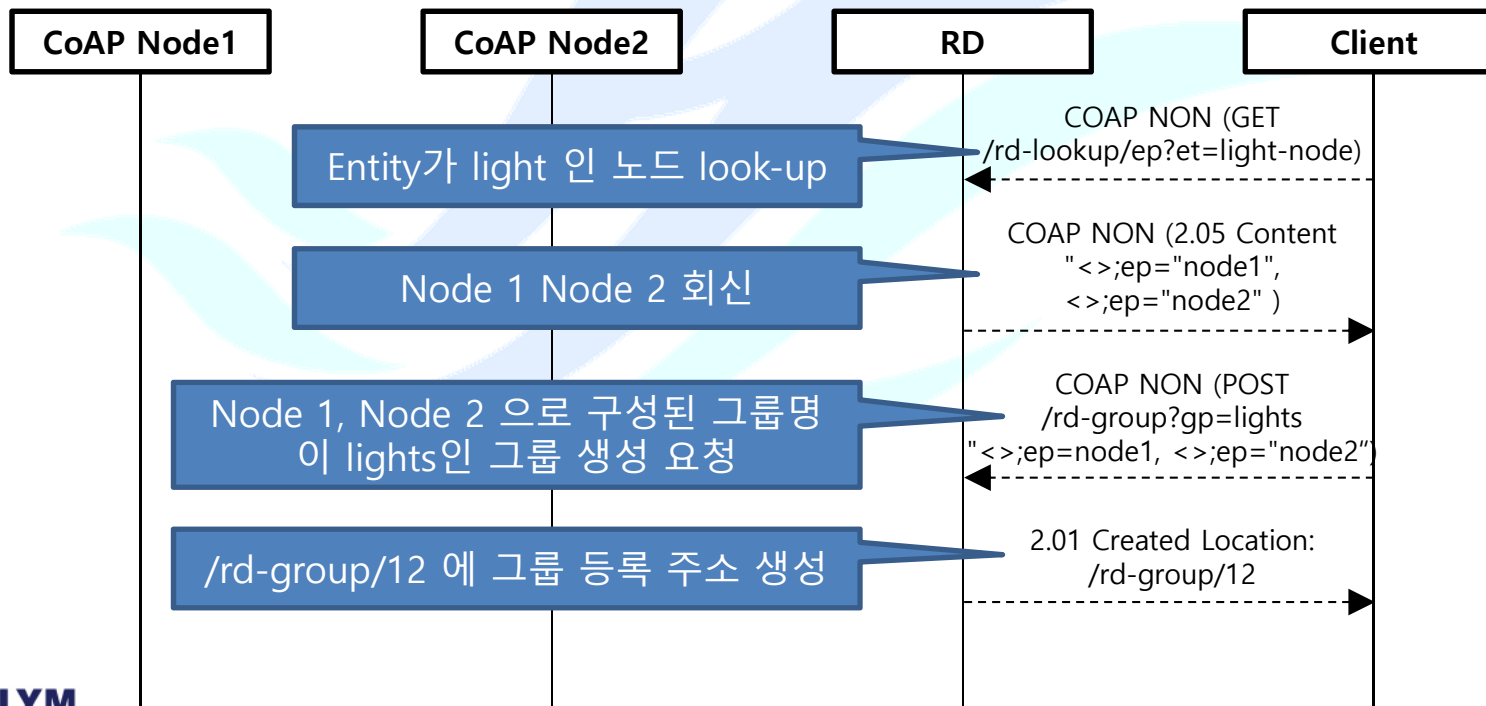 CoAP Node1
CoAP Node2
RD
Client
Entity가 light 인 노드 look-up
COAP NON (GET
/rd-lookup/ep?et=light-node)
Node 1 Node 2 회신
COAP NON (2.05 Content
"<>;ep="node1",
<>;ep="node2" )
Node 1, Node 2 으로 구성된 그룹명
이 lights인 그룹 생성 요청
COAP NON (POST
/rd-group?gp=lights
"<>;ep=node1, <>;ep="node2”)
/rd-group/12 에 그룹 등록 주소 생성
2.01 Created Location:
/rd-group/12